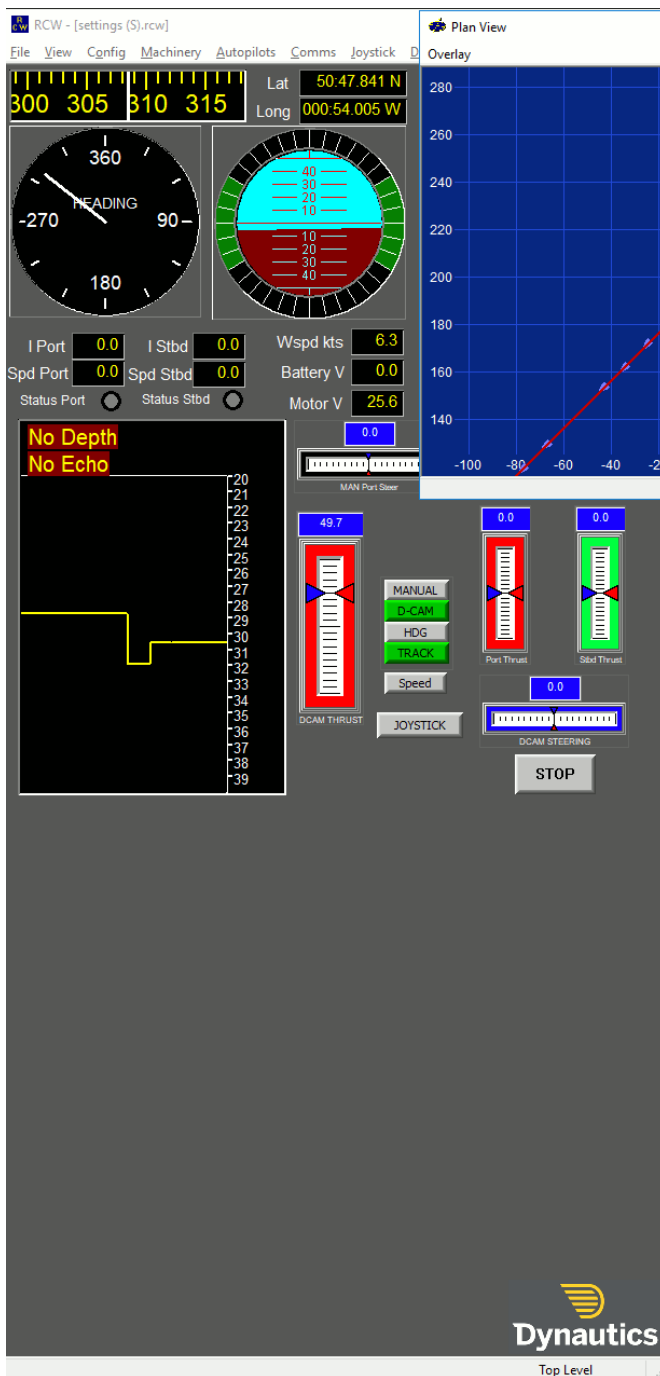 RCW - [settings (S).rcw]
File View Config Machinery Autopilots Comms Joystick D
300 305 310 315
Lat 50:47.841 N
Long 000:54.005 W
360
HEADING
-270 90-
180
40
30
20
10
10
20
30
40
I Port 0.0 I Stbd 0.0
Spd Port 0.0 Spd Stbd 0.0
Status Port Status Stbd
Wspd kts 6.3
Battery V 0.0
Motor V 25.6
Plan View
Overlay
280
260
240
220
200
180
160
140
-100 -80 -60 -40 -2
No Depth
No Echo
20
21
22
23
24
25
26
27
28
29
30
31
32
33
34
35
36
37
38
39
0.0
MAN Port Steer
49.7
DCAM THRUST
MANUAL
D-CAM
HDG
TRACK
Speed
JOYSTICK
0.0
Port Thrust
0.0
Stbd Thrust
0.0
DCAM STEERING
STOP
Dynautics
Top Level